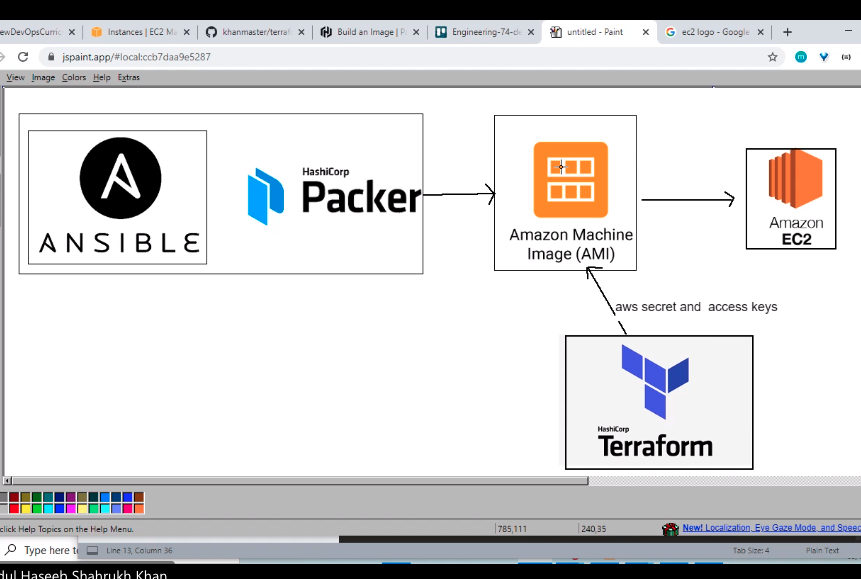 ewDevOpsCurric
Instances | EC2 Ma
khanmaster/terraf
Build an Image | P
Engineering-74-de
untitled - Paint
ec2 logo - Google
jspaint.app/#local:ccb7daa9e5287
m
View Image Colors Help Extras
ANSIBLE
HashiCorp
Packer
Amazon Machine
Image (AMI)
Amazon
EC2
aws secret and access keys
HashiCorp
Terraform
click Help Topics on the Help Menu.
785,111
240,35
New! Localization, Eye Gaze Mode, and Speec
Type here t
Line 13, Column 36
Tab Size: 4
Plain Text
dul Haseeb Shahrukh Khan